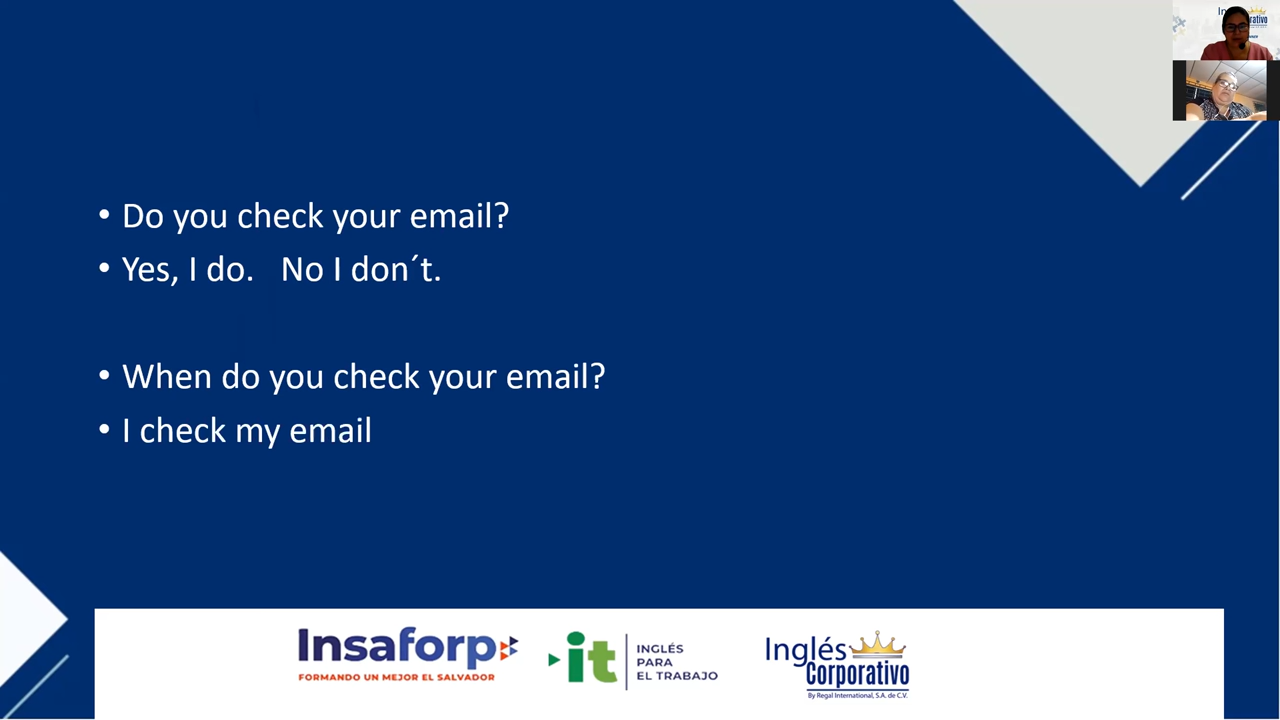 • Do you check your email?
• Yes, I do. No I don´t.
• When do you check your email?
• I check my email
Insaforp
FORMANDO UN MEJOR EL SALVADOR
it
INGLÉS
PARA
EL TRABAJO
Inglés
Corporativo
By Regal International, S.A. de C.V.